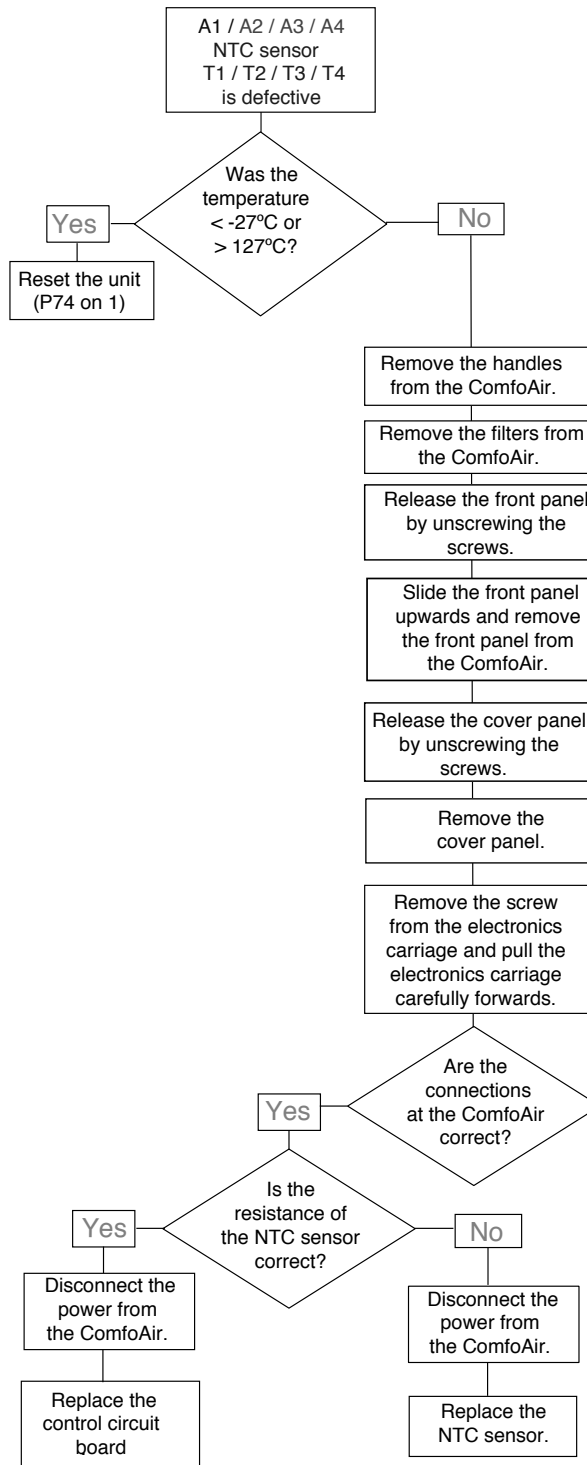 A1 / A2 / A3 / A4
NTC sensor
T1 / T2 / T3 / T4
is defective
Was the
temperature
< -27ºC or
> 127ºC?
Yes
No
Reset the unit
(P74 on 1)
Remove the handles
from the ComfoAir.
Remove the filters from
the ComfoAir.
Release the front panel
by unscrewing the
screws.
Slide the front panel
upwards and remove
the front panel from
the ComfoAir.
Release the cover panel
by unscrewing the
screws.
Remove the
cover panel.
Remove the screw
from the electronics
carriage and pull the
electronics carriage
carefully forwards.
Are the
connections
at the ComfoAir
correct?
Yes
Is the
resistance of
the NTC sensor
correct?
Yes
No
Disconnect the
power from
the ComfoAir.
Replace the
control circuit
board
Disconnect the
power from
the ComfoAir.
Replace the
NTC sensor.